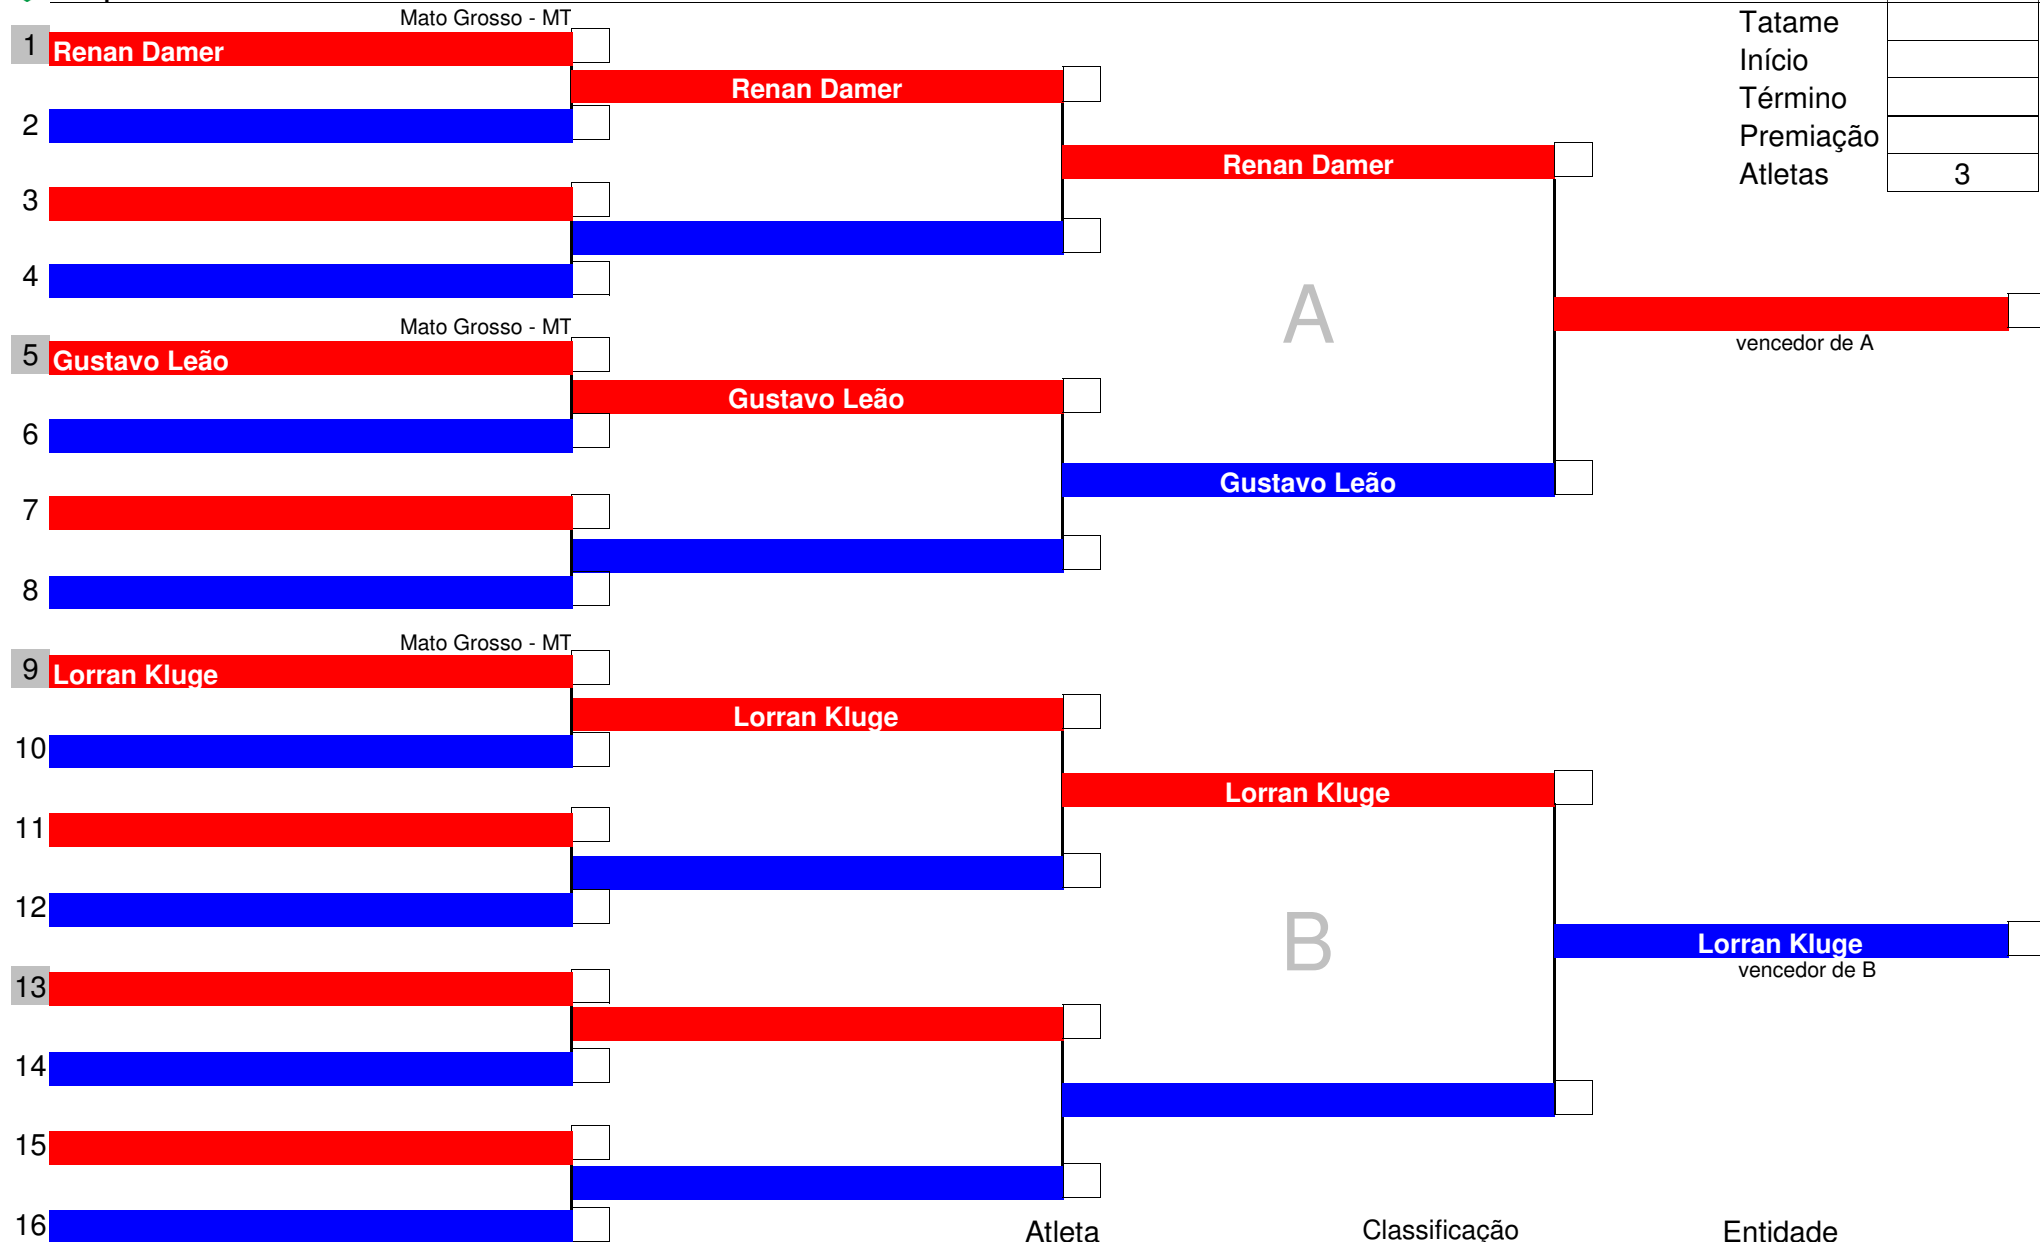 Mato Grosso - MT
1 Renan Damer
Renan Damer
2
Renan Damer
3
4
Mato Grosso - MT
5 Gustavo Leão
Gustavo Leão
6
Gustavo Leão
7
8
A
vencedor de A
Mato Grosso - MT
9 Lorran Kluge
Lorran Kluge
10
Lorran Kluge
11
12
B
Lorran Kluge
vencedor de B
13
14
15
16
Tatame
Início
Término
Premiação
Atletas 3
Atleta Classificação Entidade